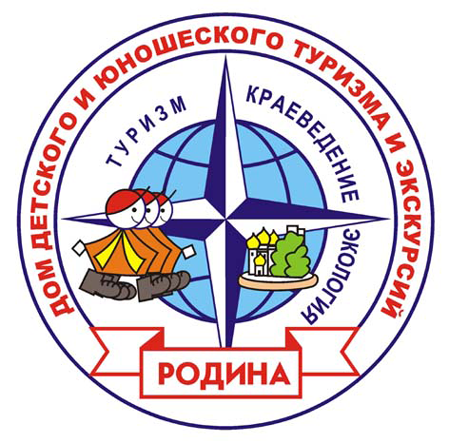 ДОМ ДЕТСКОГО И ЮНОШЕСКОГО ТУРИЗМА И ЭКСКУРСИЙ
ТУРИЗМ
КРАЕВЕДЕНИЕ
ЭКОЛОГИЯ
РОДИНА